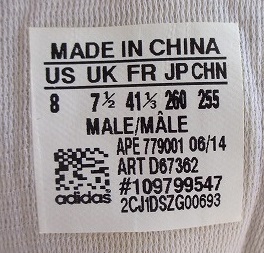 MADE IN CHINA
US UK FR JP CHN
8 7½ 41⅓ 260 255
MALE/MÂLE
APE 779001 06/14
ART D67362
#109799547
adidas 2CJ1DSZG00693